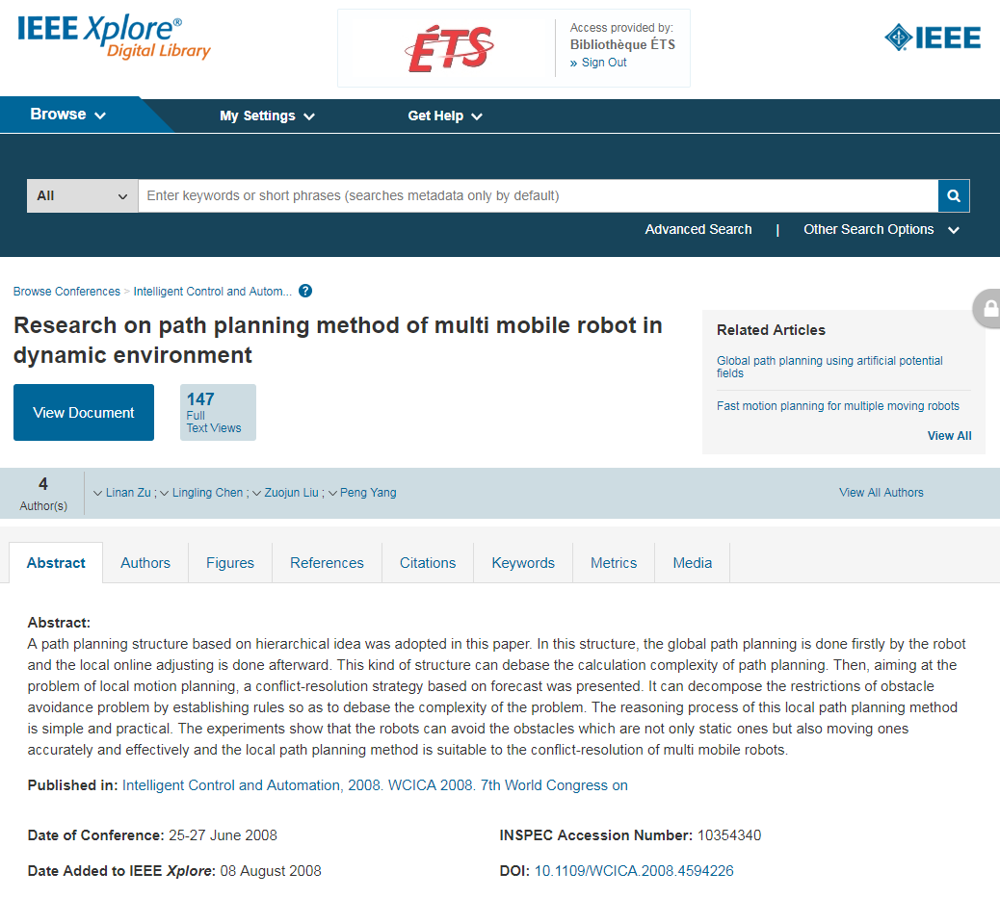 IEEE Xplore®
Digital Library
ÉTS
Access provided by:
Bibliothèque ÉTS
» Sign Out
IEEE
Browse
My Settings
Get Help
All
Enter keywords or short phrases (searches metadata only by default)
Advanced Search | Other Search Options
Browse Conferences > Intelligent Control and Autom... ?
Research on path planning method of multi mobile robot in
dynamic environment
View Document
147
Full
Text Views
Related Articles
Global path planning using artificial potential
fields
Fast motion planning for multiple moving robots
View All
4
Author(s)
Linan Zu ; Lingling Chen ; Zuojun Liu ; Peng Yang
View All Authors
Abstract
Authors
Figures
References
Citations
Keywords
Metrics
Media
Abstract:
A path planning structure based on hierarchical idea was adopted in this paper. In this structure, the global path planning is done firstly by the robot
and the local online adjusting is done afterward. This kind of structure can debase the calculation complexity of path planning. Then, aiming at the
problem of local motion planning, a conflict-resolution strategy based on forecast was presented. It can decompose the restrictions of obstacle
avoidance problem by establishing rules so as to debase the complexity of the problem. The reasoning process of this local path planning method
is simple and practical. The experiments show that the robots can avoid the obstacles which are not only static ones but also moving ones
accurately and effectively and the local path planning method is suitable to the conflict-resolution of multi mobile robots.
Published in: Intelligent Control and Automation, 2008. WCICA 2008. 7th World Congress on
Date of Conference: 25-27 June 2008
INSPEC Accession Number: 10354340
Date Added to IEEE Xplore: 08 August 2008
DOI: 10.1109/WCICA.2008.4594226